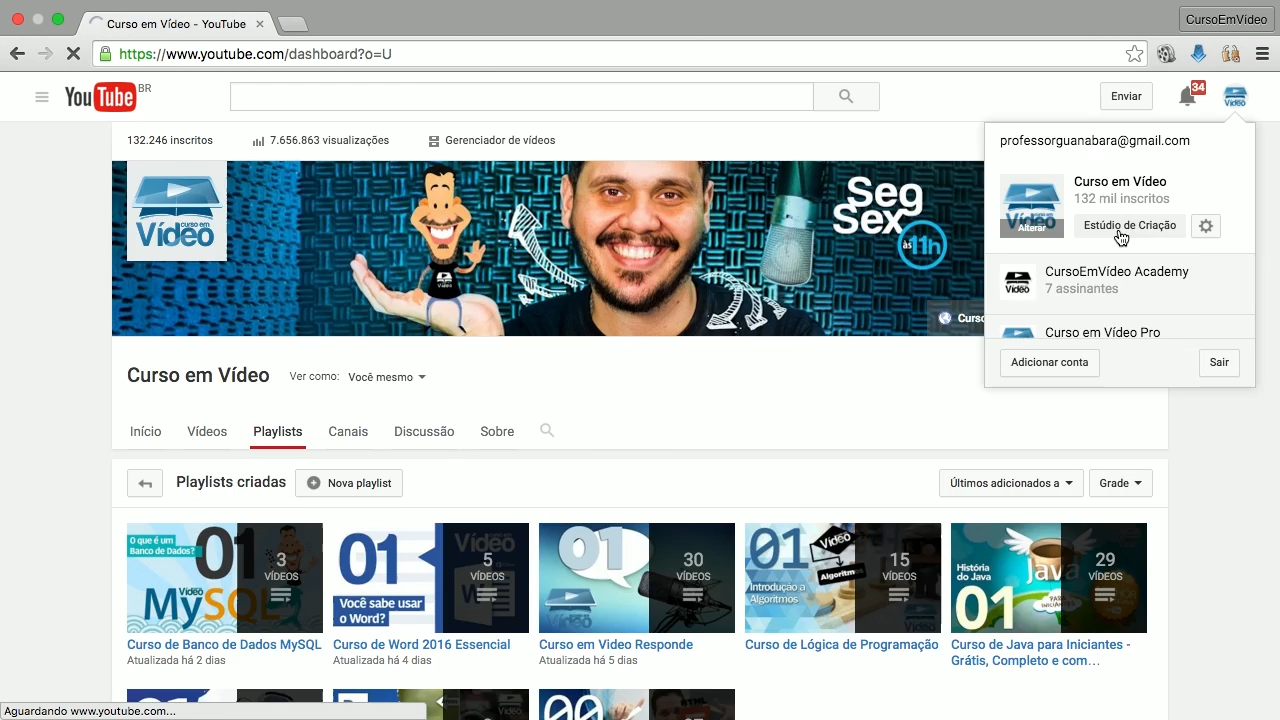 Curso em Vídeo - YouTube
CursoEmVideo
https://www.youtube.com/dashboard?o=U
YouTube BR
Enviar
34
132.246 inscritos
7.656.863 visualizações
Gerenciador de vídeos
professorguanabara@gmail.com
Curso em Vídeo
132 mil inscritos
Alterar
Estúdio de Criação
CursoEmVídeo Academy
7 assinantes
Curso em Vídeo Pro
Adicionar conta
Sair
curso em
Vídeo
Seg
Sex
às 11h
Curso em Vídeo
Ver como:
Você mesmo
Início
Vídeos
Playlists
Canais
Discussão
Sobre
Playlists criadas
Nova playlist
Últimos adicionados a
Grade
O que é um
Banco de Dados?
01
Vídeo
MySQL
3
VÍDEOS
01
Você sabe usar
o Word?
5
VÍDEOS
01
30
VÍDEOS
01
Introdução a
Algoritmos
Vídeo
Algoritm
15
VÍDEOS
História
do Java
01
Java
PARA
INICIANTES
29
VÍDEOS
Curso de Banco de Dados MySQL
Atualizada há 2 dias
Curso de Word 2016 Essencial
Atualizada há 4 dias
Curso em Video Responde
Atualizada há 5 dias
Curso de Lógica de Programação
Curso de Java para Iniciantes -
Grátis, Completo e com…
Aguardando www.youtube.com...